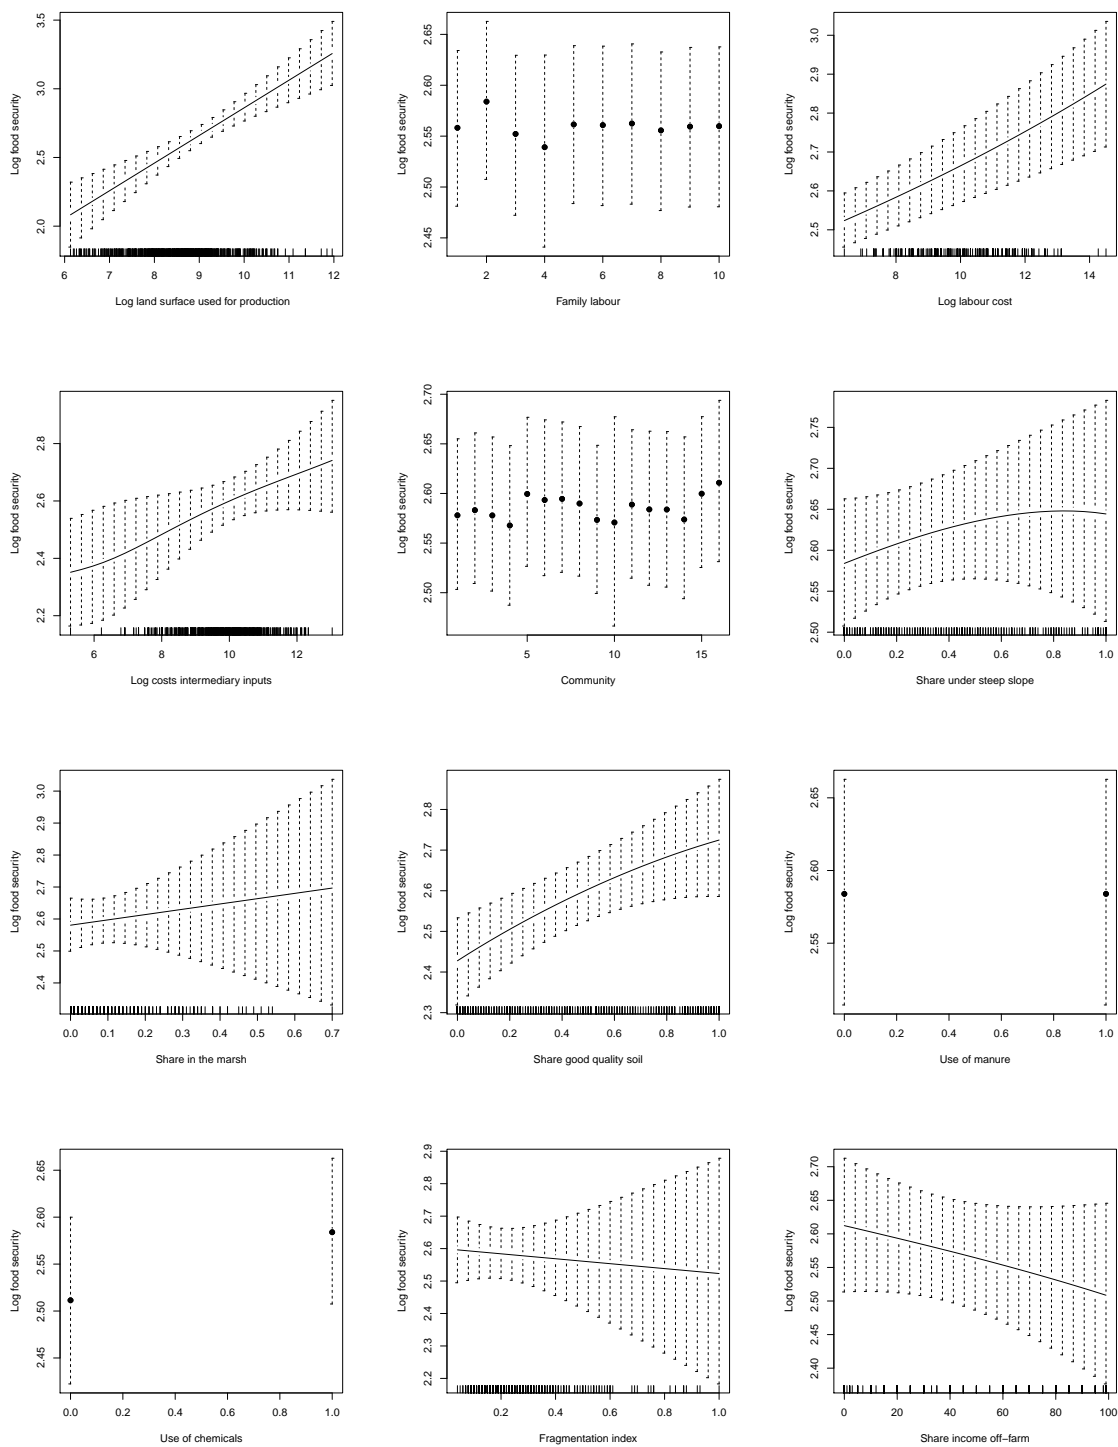 3.5
3.0
2.5
2.0
Log food security
6 7 8 9 10 11 12
Log land surface used for production
2.65
2.60
2.55
2.50
2.45
Log food security
2 4 6 8 10
Family labour
3.0
2.9
2.8
2.7
2.6
2.5
Log food security
8 10 12 14
Log labour cost
2.8
2.6
2.4
2.2
Log food security
6 8 10 12
Log costs intermediary inputs
2.70
2.65
2.60
2.55
2.50
Log food security
5 10 15
Community
2.75
2.70
2.65
2.60
2.55
2.50
Log food security
0.0 0.2 0.4 0.6 0.8 1.0
Share under steep slope
3.0
2.9
2.8
2.7
2.6
2.5
2.4
Log food security
0.0 0.1 0.2 0.3 0.4 0.5 0.6 0.7
Share in the marsh
2.8
2.7
2.6
2.5
2.4
2.3
Log food security
0.0 0.2 0.4 0.6 0.8 1.0
Share good quality soil
2.65
2.60
2.55
Log food security
0.0 0.2 0.4 0.6 0.8 1.0
Use of manure
2.65
2.60
2.55
2.50
2.45
Log food security
0.0 0.2 0.4 0.6 0.8 1.0
Use of chemicals
2.9
2.8
2.7
2.6
2.5
2.4
2.3
2.2
Log food security
0.0 0.2 0.4 0.6 0.8 1.0
Fragmentation index
2.70
2.65
2.60
2.55
2.50
2.45
2.40
Log food security
0 20 40 60 80 100
Share income off−farm